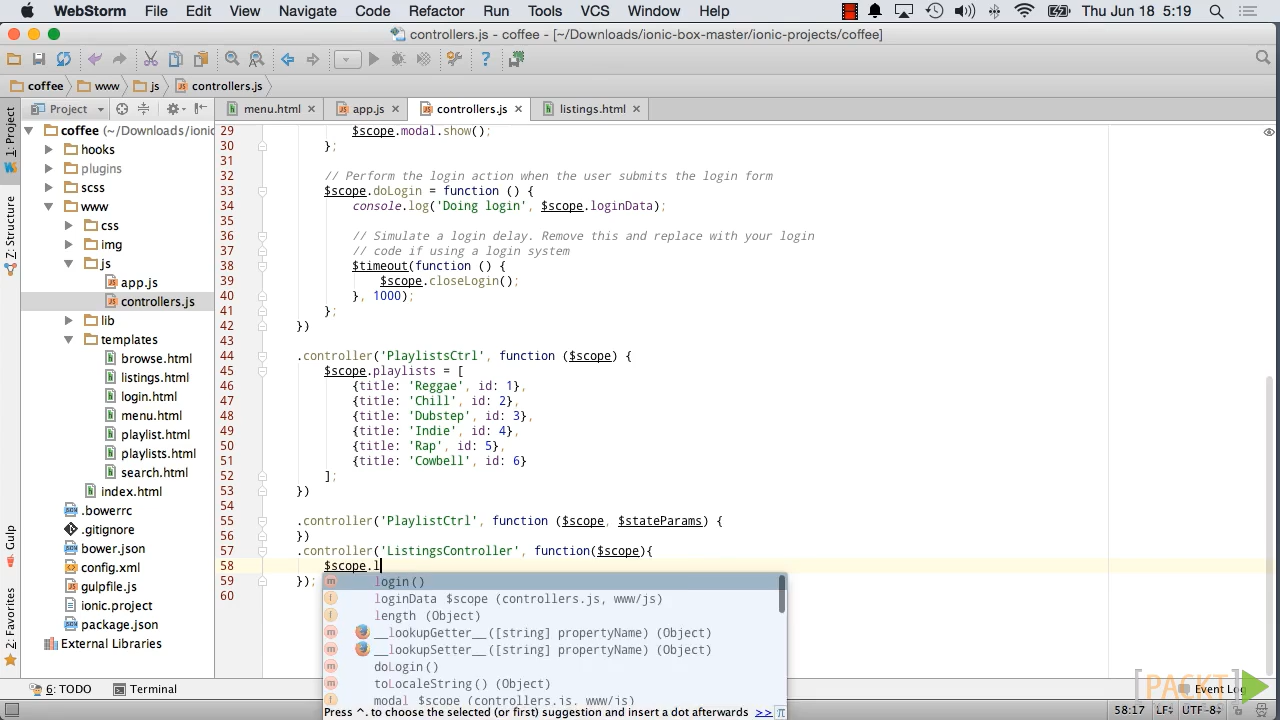 WebStorm File Edit View Navigate Code Refactor Run Tools VCS Window Help Thu Jun 18 5:19
controllers.js - coffee - [~/Downloads/ionic-box-master/ionic-projects/coffee]
coffee www js controllers.js
Project menu.html app.js controllers.js listings.html
1: Project
Z: Structure
Gulp
2: Favorites
coffee (~/Downloads/ionic
hooks
plugins
scss
www
css
img
js
app.js
controllers.js
lib
templates
browse.html
listings.html
login.html
menu.html
playlist.html
playlists.html
search.html
index.html
.bowerrc
.gitignore
bower.json
config.xml
gulpfile.js
ionic.project
package.json
External Libraries
29 $scope.modal.show();
30 };
31
32 // Perform the login action when the user submits the login form
33 $scope.doLogin = function () {
34 console.log('Doing login', $scope.loginData);
35
36 // Simulate a login delay. Remove this and replace with your login
37 // code if using a login system
38 $timeout(function () {
39 $scope.closeLogin();
40 }, 1000);
41 };
42 })
43
44 .controller('PlaylistsCtrl', function ($scope) {
45 $scope.playlists = [
46 {title: 'Reggae', id: 1},
47 {title: 'Chill', id: 2},
48 {title: 'Dubstep', id: 3},
49 {title: 'Indie', id: 4},
50 {title: 'Rap', id: 5},
51 {title: 'Cowbell', id: 6}
52 ];
53 })
54
55 .controller('PlaylistCtrl', function ($scope, $stateParams) {
56 })
57 .controller('ListingsController', function($scope){
58 $scope.l
59 });
60
m login()
f loginData $scope (controllers.js, www/js)
f length (Object)
m __lookupGetter__([string] propertyName) (Object)
m __lookupSetter__([string] propertyName) (Object)
m doLogin()
m toLocaleString() (Object)
f modal $scope (controllers.js, www/js)
Press ^. to choose the selected (or first) suggestion and insert a dot afterwards >> π
6: TODO Terminal Event Log
58:17 LF÷ UTF-8÷
[PACKT]